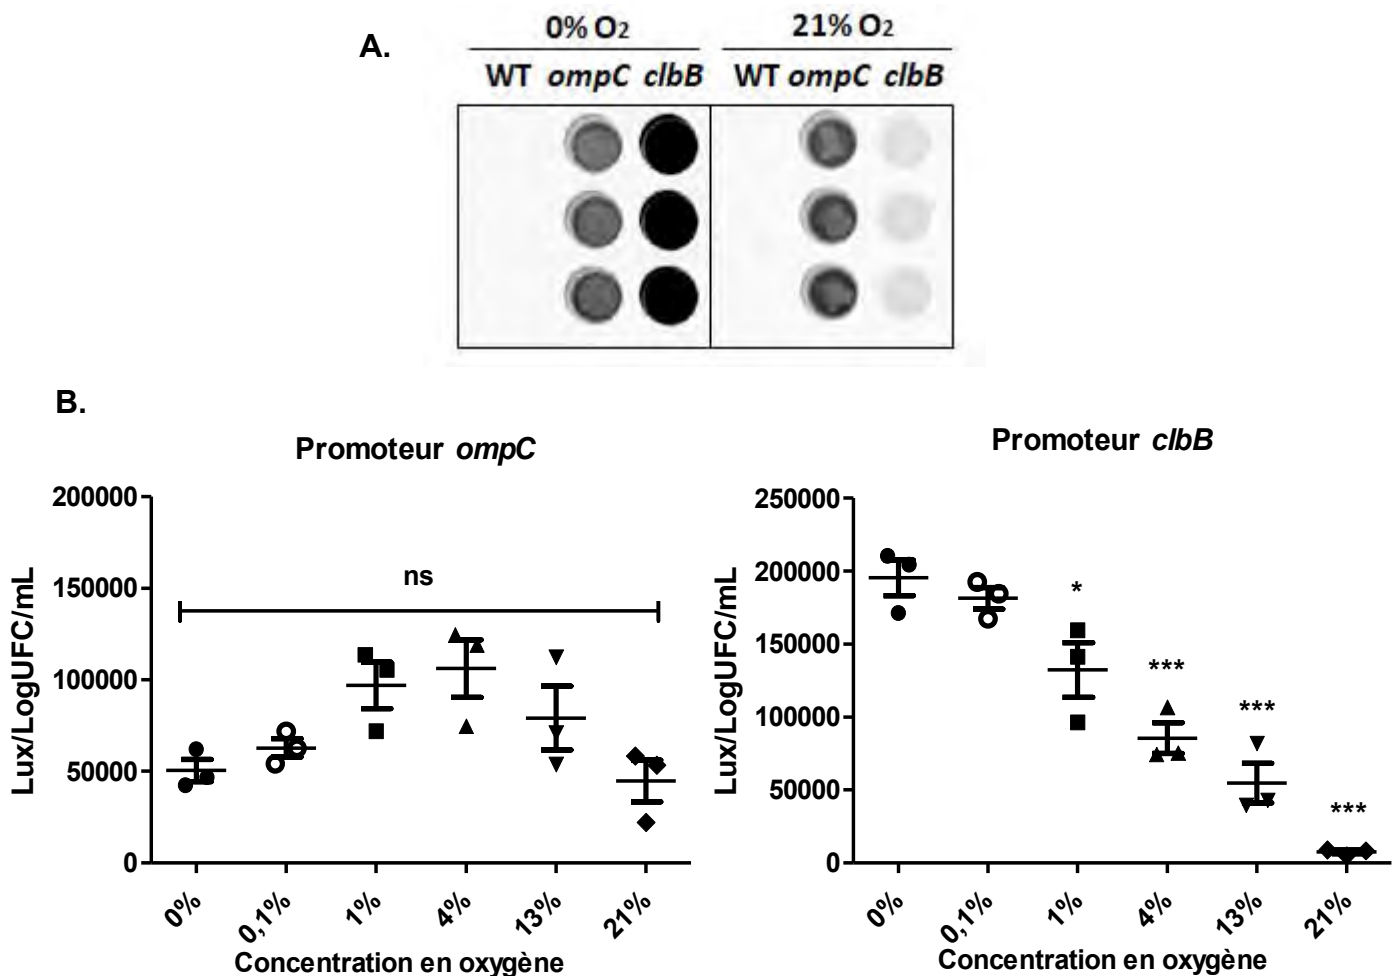 A.
0% O2 21% O2
WT ompC clbB WT ompC clbB
B.
Promoteur ompC
200000
150000
100000
50000
0
Lux/LogUFC/mL
ns
0% 0,1% 1% 4% 13% 21%
Concentration en oxygène
Promoteur clbB
250000
200000
150000
100000
50000
0
Lux/LogUFC/mL
*
***
***
***
0% 0,1% 1% 4% 13% 21%
Concentration en oxygène